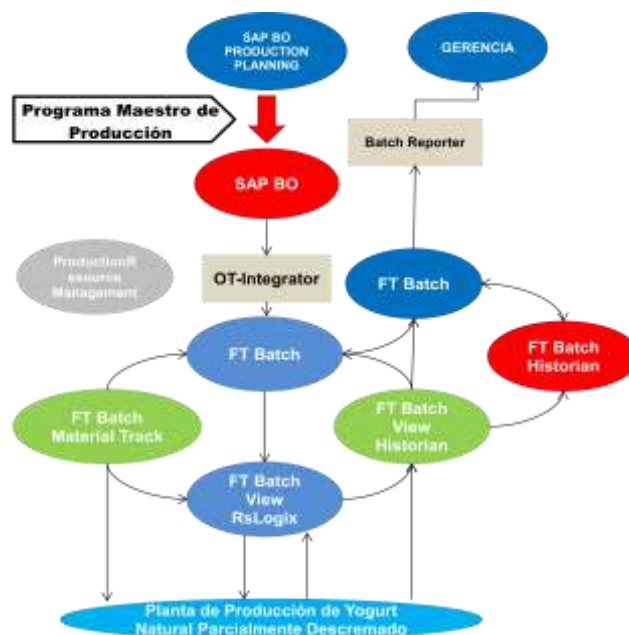 SAP BO
PRODUCTION
PLANNING
GERENCIA
Programa Maestro de
Producción
Batch Reporter
SAP BO
ProductionR
esource
Management
OT-Integrator
FT Batch
FT Batch
FT Batch
Historian
FT Batch
Material Track
FT Batch
View
Historian
FT Batch
View
RsLogix
Planta de Producción de Yogurt
Natural Parcialmente Descremado